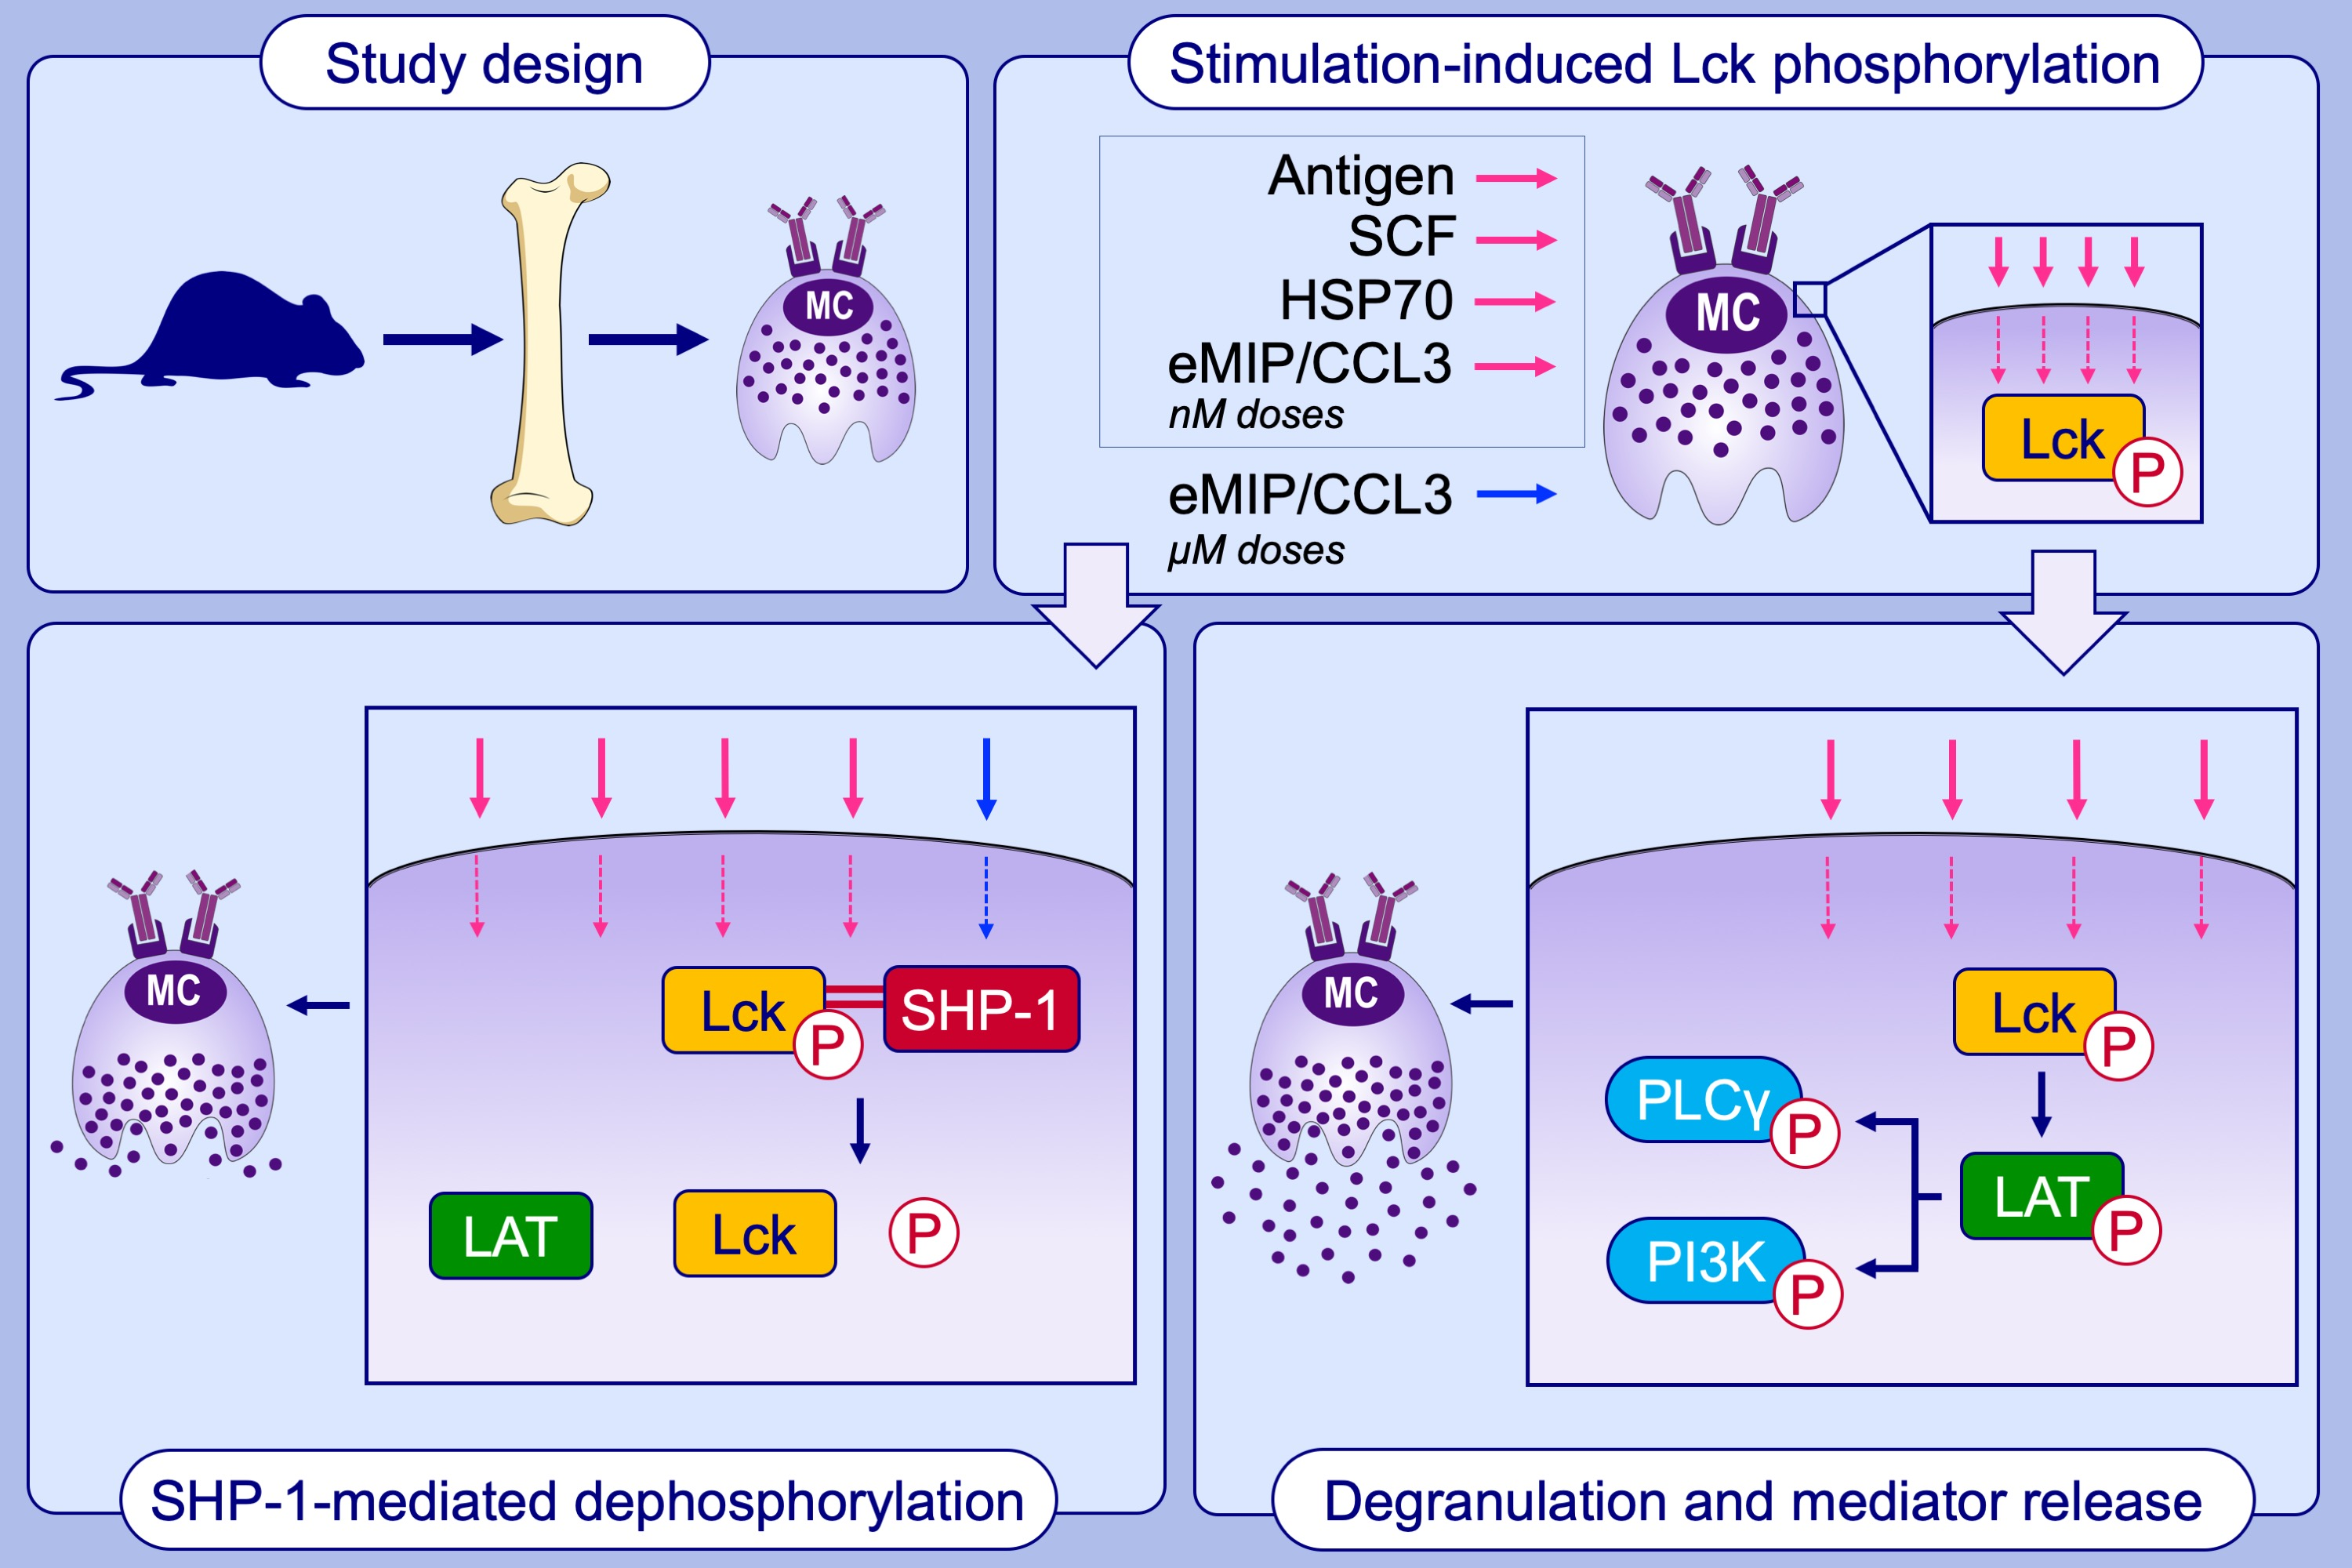 Study design
MC
Stimulation-induced Lck phosphorylation
Antigen
SCF
HSP70
eMIP/CCL3
nM doses
eMIP/CCL3
µM doses
MC
Lck
P
MC
Lck
P
SHP-1
LAT
Lck
P
SHP-1-mediated dephosphorylation
MC
Lck
P
PLCγ
P
LAT
P
PI3K
P
Degranulation and mediator release